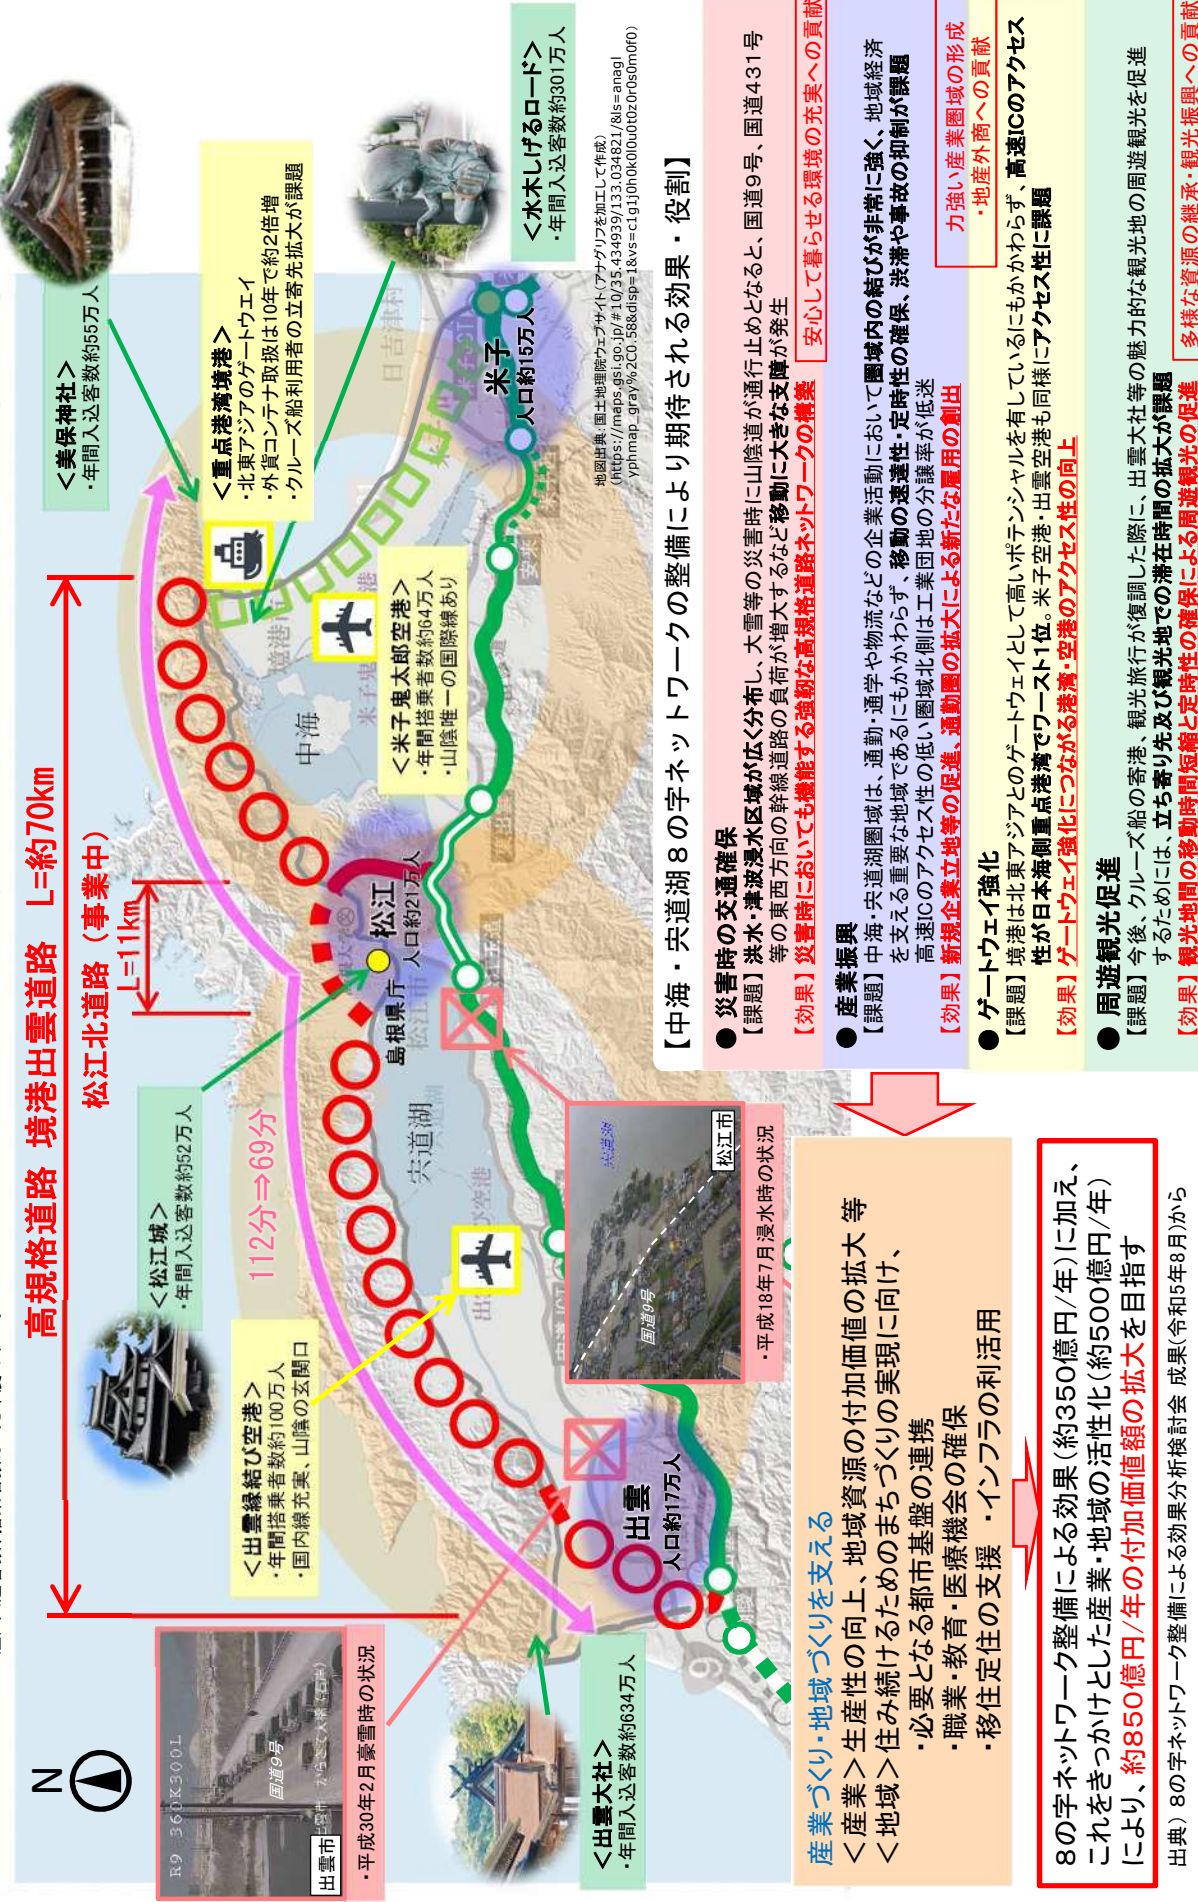 高規格道路 境港出雲道路 L=約70km
松江北道路（事業中）
L=11km
112分⇒69分
N
R9 360K300L
国道9号
出雲市
・平成30年2月豪雪時の状況
＜出雲大社＞
・年間入込客数約634万人
＜出雲縁結び空港＞
・年間搭乗者数約100万人
・国内線充実、山陰の玄関口
＜松江城＞
・年間入込客数約52万人
＜美保神社＞
・年間入込客数約55万人
＜重点港湾境港＞
・北東アジアのゲートウェイ
・外貨コンテナ取扱は10年で約2倍増
・クルーズ船利用者の立寄先拡大が課題
＜米子鬼太郎空港＞
・年間搭乗者数約64万人
・山陰唯一の国際線あり
＜水木しげるロード＞
・年間入込客数約301万人
出雲
人口約17万人
宍道湖
島根県庁
松江
人口約21万人
中海
境港市
日吉津村
米子
人口約15万人
宍道湖
国道9号
松江市
・平成18年7月浸水時の状況
地図出典：国土地理院ウェブサイト（アナグリフを加工して作成）
(https://maps.gsi.go.jp/#10/35.434939/133.034821/&ls=anagl
yphmap_gray%2C0.58&disp=1&vs=c1g1j0h0k0l0u0t0z0r0s0m0f0)
【中海・宍道湖８の字ネットワークの整備により期待される効果・役割】
● 災害時の交通確保
【課題】洪水・津波浸水区域が広く分布し、大雪等の災害時に山陰道が通行止めとなると、国道9号、国道431号
等の東西方向の幹線道路の負荷が増大するなど移動に大きな支障が発生
【効果】災害時においても機能する強靭な高規格道路ネットワークの構築
安心して暮らせる環境の充実への貢献
● 産業振興
【課題】中海・宍道湖圏域は、通勤・通学や物流などの企業活動において圏域内の結びが非常に強く、地域経済
を支える重要な地域であるにもかかわらず、移動の速達性・定時性の確保、渋滞や事故の抑制が課題
高速ICのアクセス性の低い圏域北側は工業団地の分譲率が低迷
【効果】新規企業立地等の促進、通勤圏の拡大による新たな雇用の創出
力強い産業圏域の形成
・地産外商への貢献
● ゲートウェイ強化
【課題】境港は北東アジアとのゲートウェイとして高いポテンシャルを有しているにもかかわらず、高速ICのアクセス
性が日本海側重点港湾でワースト1位。米子空港・出雲空港も同様にアクセス性に課題
【効果】ゲートウェイ強化につながる港湾・空港のアクセス性の向上
● 周遊観光促進
【課題】今後、クルーズ船の寄港、観光旅行が復調した際に、出雲大社等の魅力的な観光地の周遊観光を促進
するためには、立ち寄り先及び観光地での滞在時間の拡大が課題
【効果】観光地間の移動時間短縮と定時性の確保による周遊観光の促進
多様な資源の継承・観光振興への貢献
産業づくり・地域づくりを支える
＜産業＞生産性の向上、地域資源の付加価値の拡大 等
＜地域＞住み続けるためのまちづくりの実現に向け、
・必要となる都市基盤の連携
・職業・教育・医療機会の確保
・移住定住の支援 ・インフラの利活用
8の字ネットワーク整備による効果（約350億円/年）に加え、
これをきっかけとした産業・地域の活性化（約500億円/年）
により、約850億円/年の付加価値額の拡大を目指す
出典）8の字ネットワーク整備による効果分析検討会 成果（令和5年8月）から